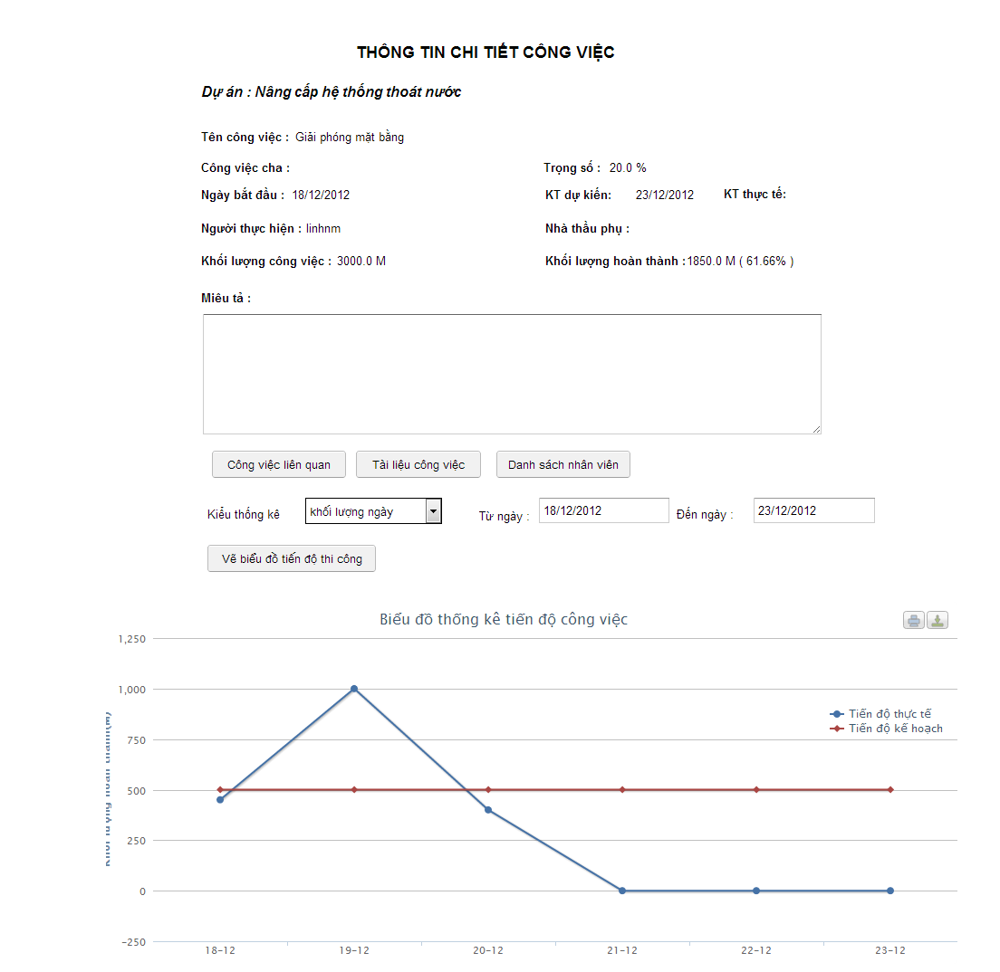 THÔNG TIN CHI TIẾT CÔNG VIỆC
Dự án : Nâng cấp hệ thống thoát nước
Tên công việc : Giải phóng mặt bằng
Công việc cha : Trọng số : 20.0 %
Ngày bắt đầu : 18/12/2012 KT dự kiến: 23/12/2012 KT thực tế:
Người thực hiện : linhnm Nhà thầu phụ :
Khối lượng công việc : 3000.0 M Khối lượng hoàn thành :1850.0 M ( 61.66% )
Miêu tả :
Công việc liên quan Tài liệu công việc Danh sách nhân viên
Kiểu thống kê khối lượng ngày Từ ngày : 18/12/2012 Đến ngày : 23/12/2012
Vẽ biểu đồ tiến độ thi công
Biểu đồ thống kê tiến độ công việc
1,250
1,000
750
500
250
0
-250
Tiến độ thực tế
Tiến độ kế hoạch
18-12 19-12 20-12 21-12 22-12 23-12